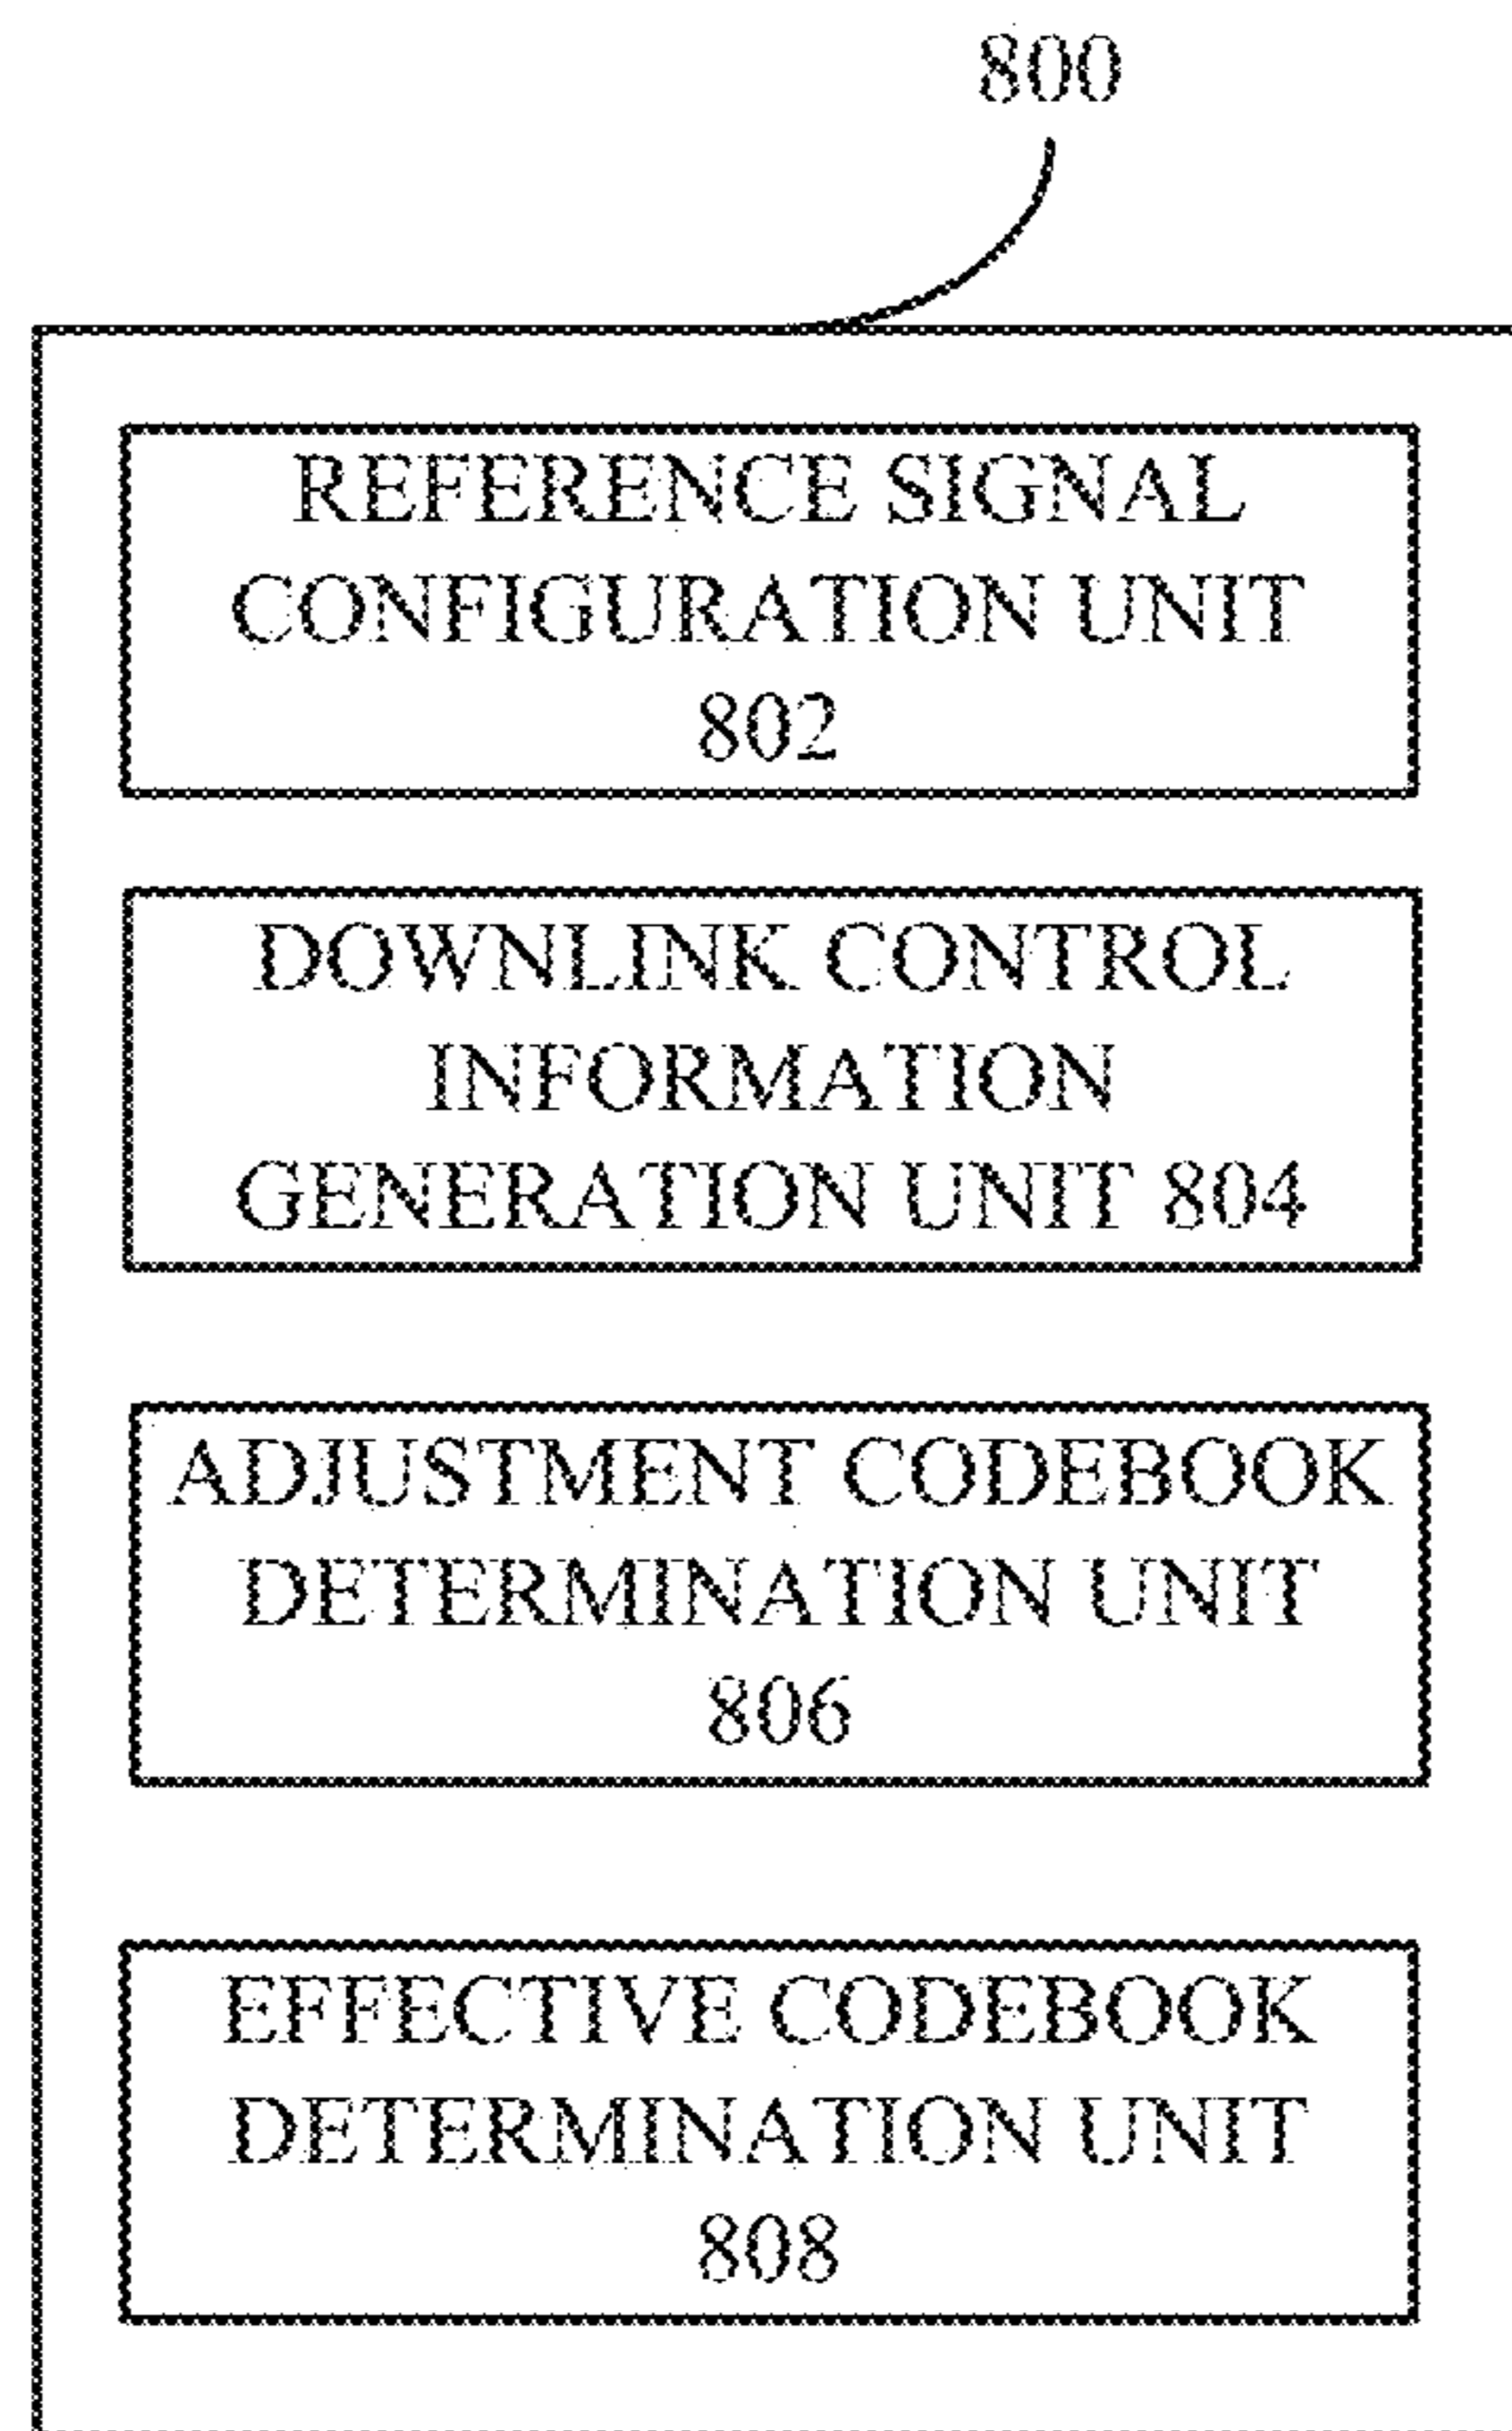 800
REFERENCE SIGNAL
CONFIGURATION UNIT
802
DOWNLINK CONTROL
INFORMATION
GENERATION UNIT 804
ADJUSTMENT CODEBOOK
DETERMINATION UNIT
806
EFFECTIVE CODEBOOK
DETERMINATION UNIT
808